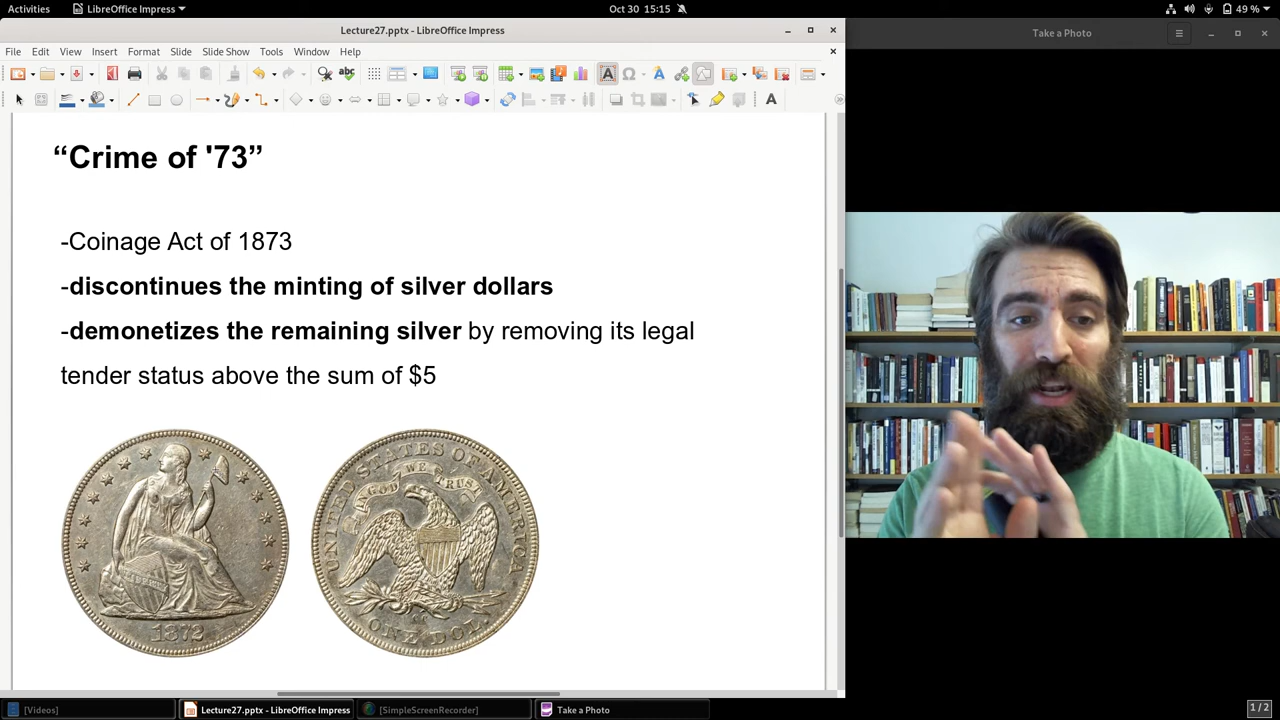 Activities
LibreOffice Impress
Oct 30 15:15
49 %
Lecture27.pptx - LibreOffice Impress
Take a Photo
File Edit View Insert Format Slide Slide Show Tools Window Help
“Crime of '73”
-Coinage Act of 1873
-discontinues the minting of silver dollars
-demonetizes the remaining silver by removing its legal
tender status above the sum of $5
LIBERTY
1872
UNITED STATES OF AMERICA
IN GOD WE TRUST
CC
ONE DOL.
[Videos]
Lecture27.pptx - LibreOffice Impress
[SimpleScreenRecorder]
Take a Photo
1/2